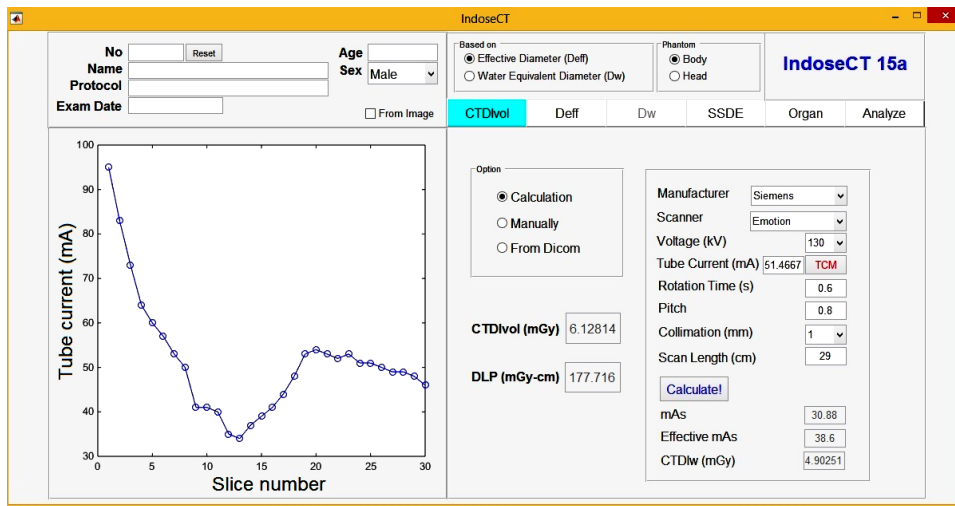 IndoseCT
No
Reset
Age
Name
Sex Male
Protocol
Exam Date
From Image
Based on
Effective Diameter (Deff)
Water Equivalent Diameter (Dw)
Phantom
Body
Head
IndoseCT 15a
CTDIvol Deff Dw SSDE Organ Analyze
Tube current (mA)
100
90
80
70
60
50
40
30
0 5 10 15 20 25 30
Slice number
Option
Calculation
Manually
From Dicom
CTDIvol (mGy) 6.12814
DLP (mGy-cm) 177.716
Manufacturer Siemens
Scanner Emotion
Voltage (kV) 130
Tube Current (mA) 51.4667 TCM
Rotation Time (s) 0.6
Pitch 0.8
Collimation (mm) 1
Scan Length (cm) 29
Calculate!
mAs 30.88
Effective mAs 38.6
CTDIw (mGy) 4.90251